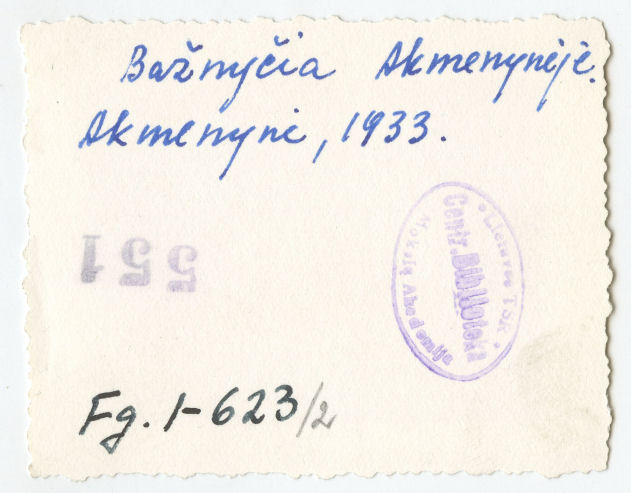 Bažnyčia Akmenynėje.
Akmenynė, 1933.
551
Lietuvos TSR
Centr. Biblioteka
Mokslų Akademija
Fg. 1-623/2